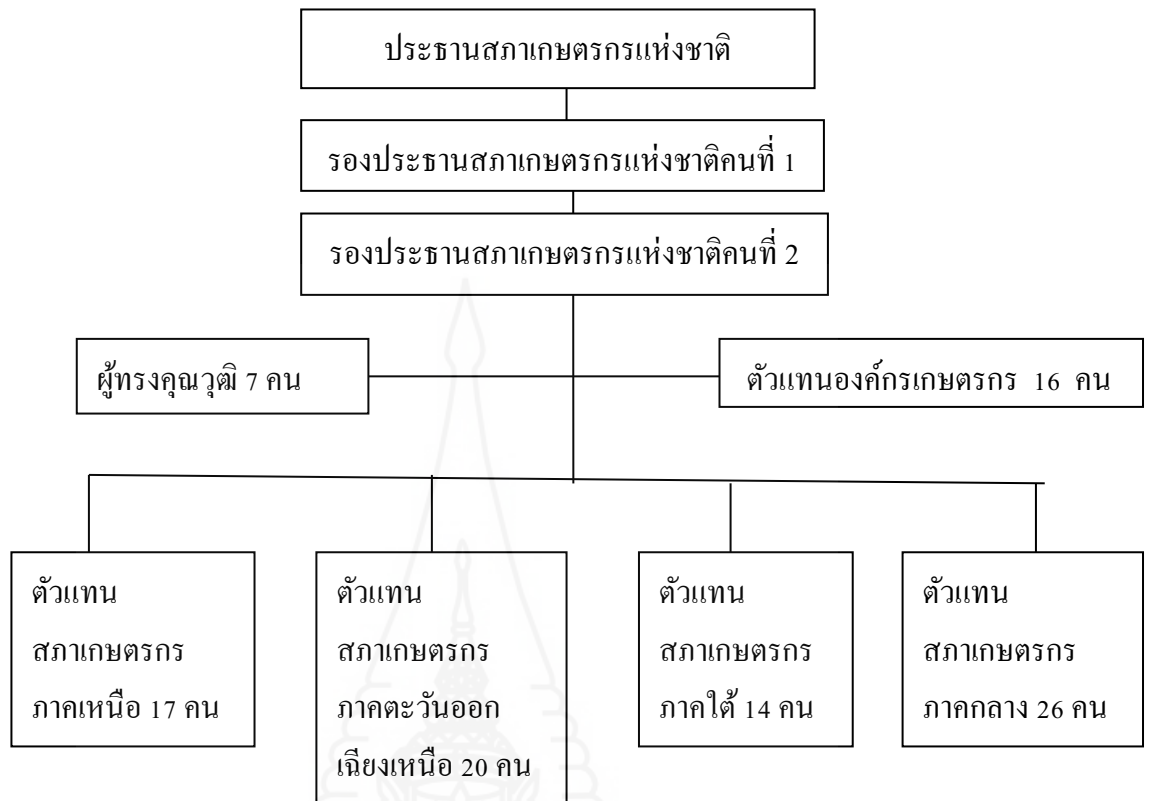 ประธานสภาเกษตรกรแห่งชาติ
รองประธานสภาเกษตรกรแห่งชาติคนที่ 1
รองประธานสภาเกษตรกรแห่งชาติคนที่ 2
ผู้ทรงคุณวุฒิ 7 คน
ตัวแทนองค์กรเกษตรกร 16 คน
ตัวแทน
สภาเกษตรกร
ภาคเหนือ 17 คน
ตัวแทน
สภาเกษตรกร
ภาคตะวันออก
เฉียงเหนือ 20 คน
ตัวแทน
สภาเกษตรกร
ภาคใต้ 14 คน
ตัวแทน
สภาเกษตรกร
ภาคกลาง 26 คน